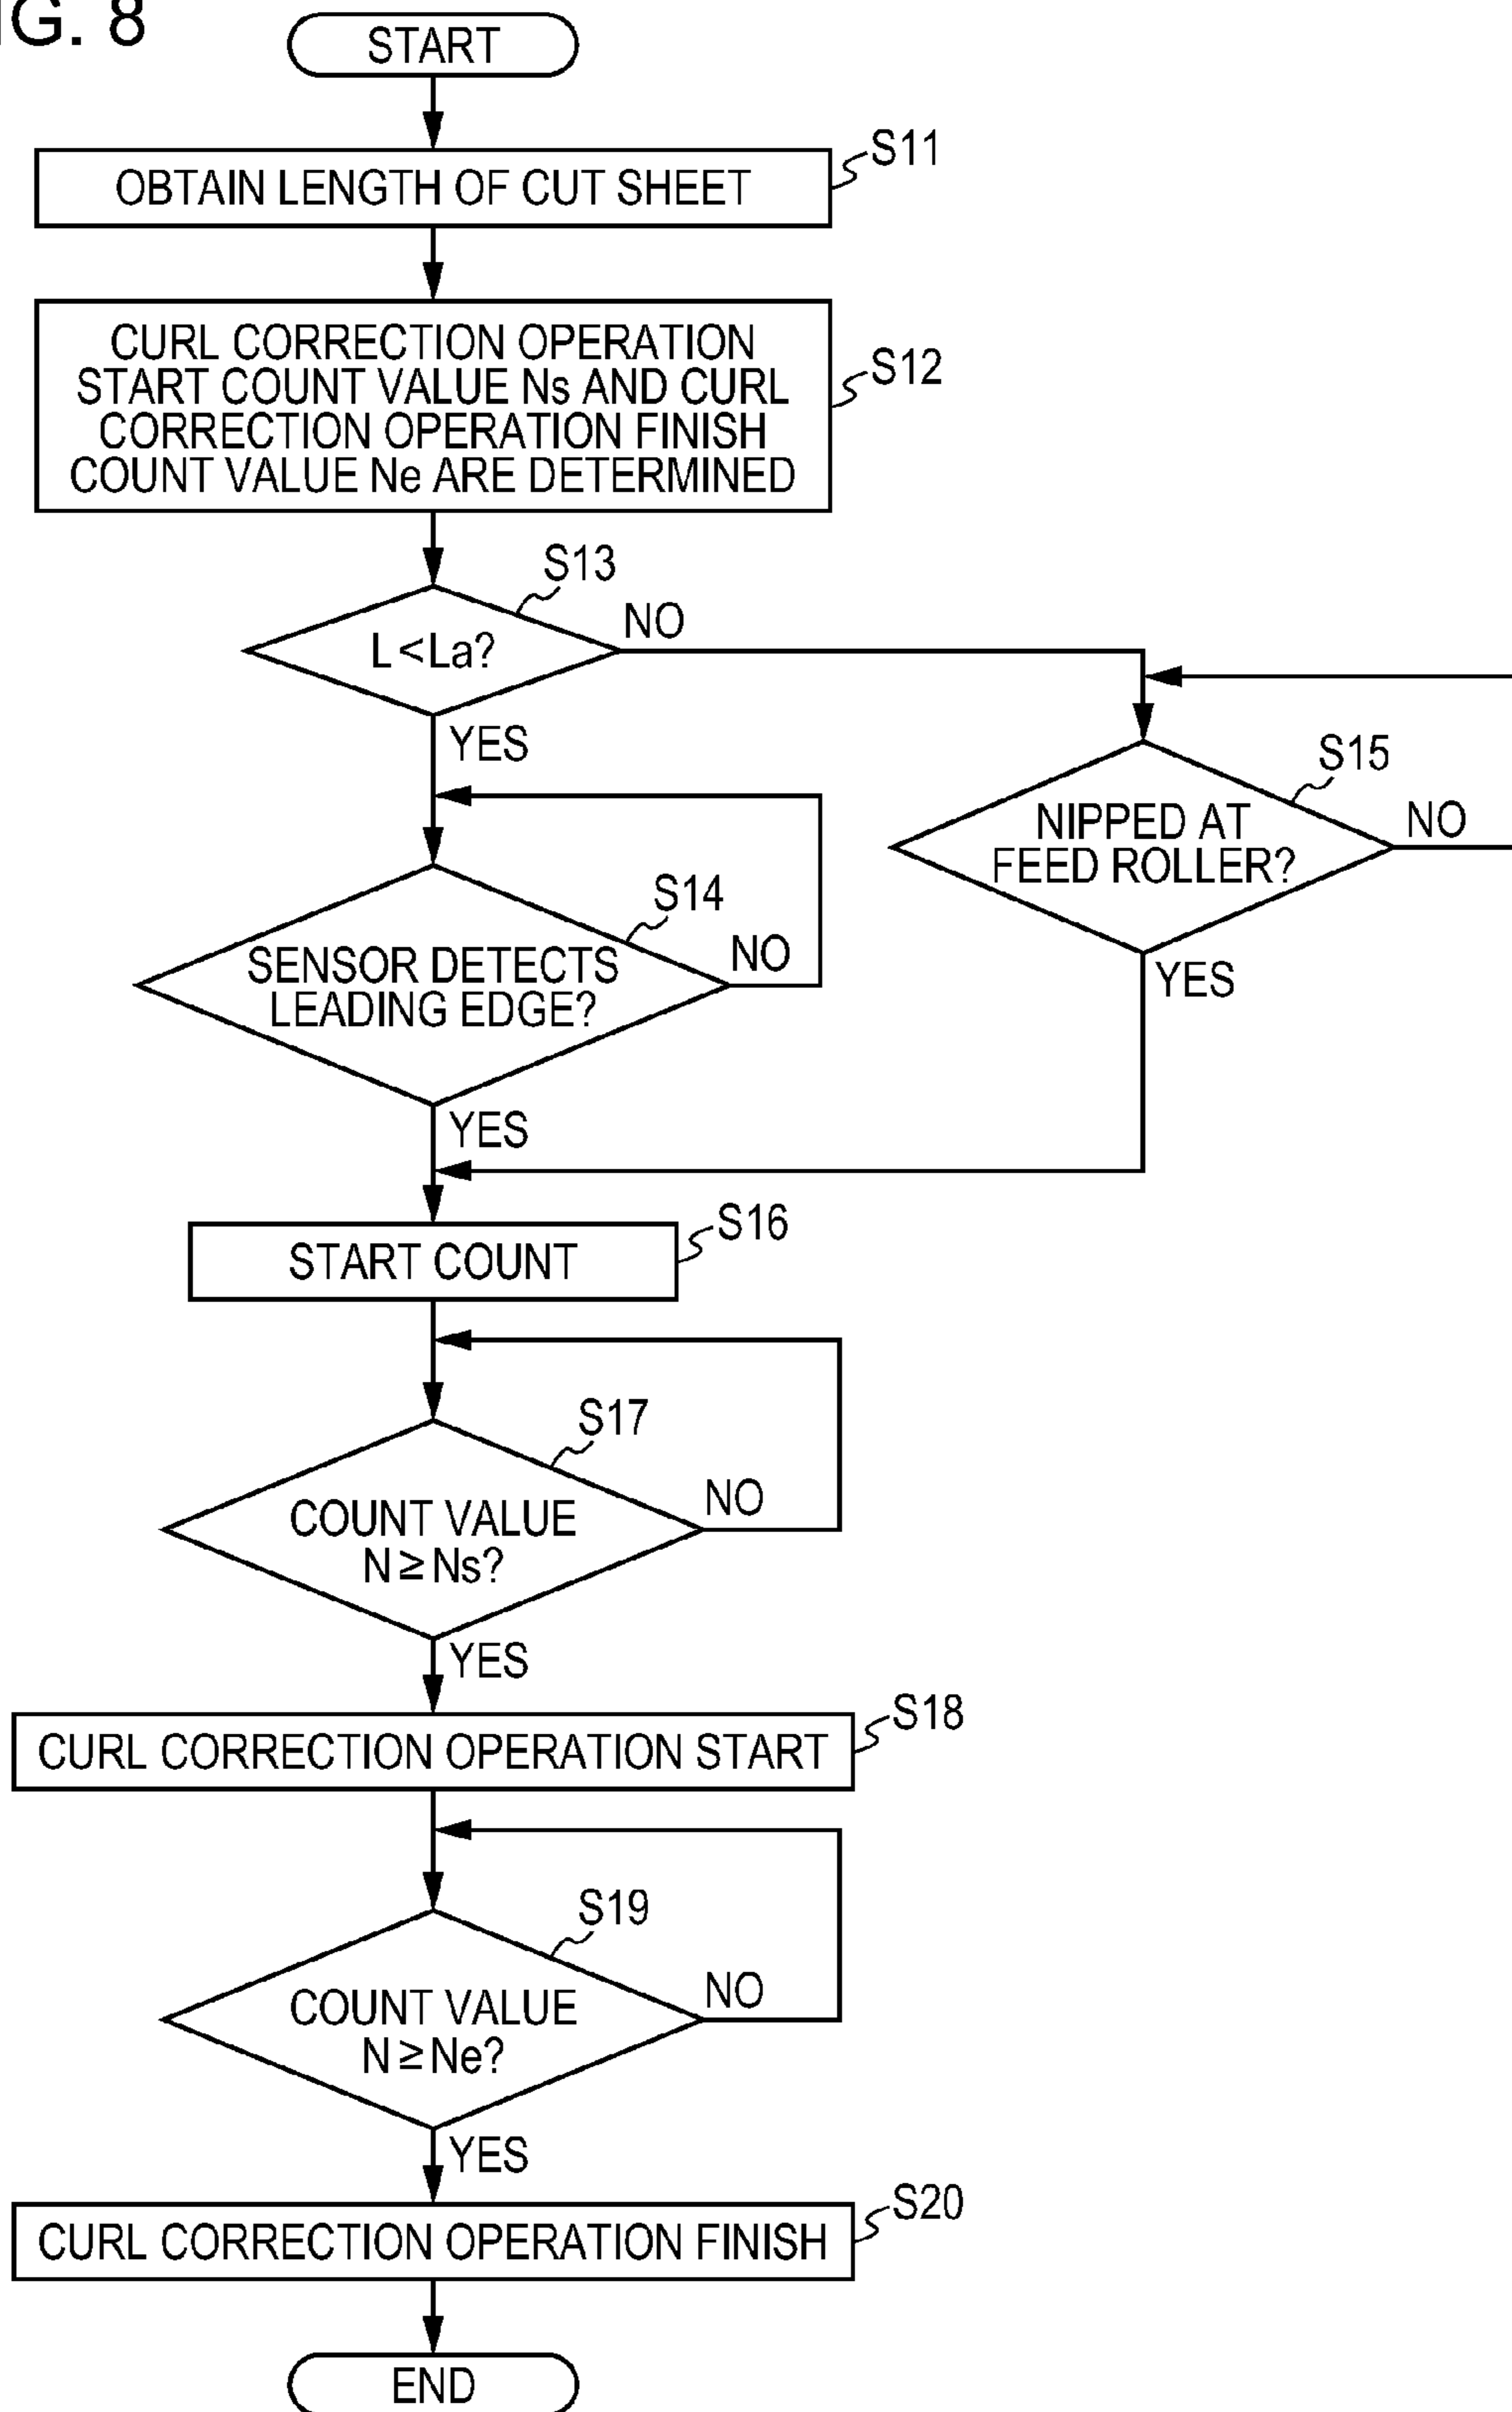 G. 8
START
S11
OBTAIN LENGTH OF CUT SHEET
S12
CURL CORRECTION OPERATION
START COUNT VALUE Ns AND CURL
CORRECTION OPERATION FINISH
COUNT VALUE Ne ARE DETERMINED
S13
L<La?
NO
YES
S15
NIPPED AT
FEED ROLLER?
NO
YES
S14
SENSOR DETECTS
LEADING EDGE?
NO
YES
S16
START COUNT
S17
COUNT VALUE
N≥Ns?
NO
YES
S18
CURL CORRECTION OPERATION START
S19
COUNT VALUE
N≥Ne?
NO
YES
S20
CURL CORRECTION OPERATION FINISH
END